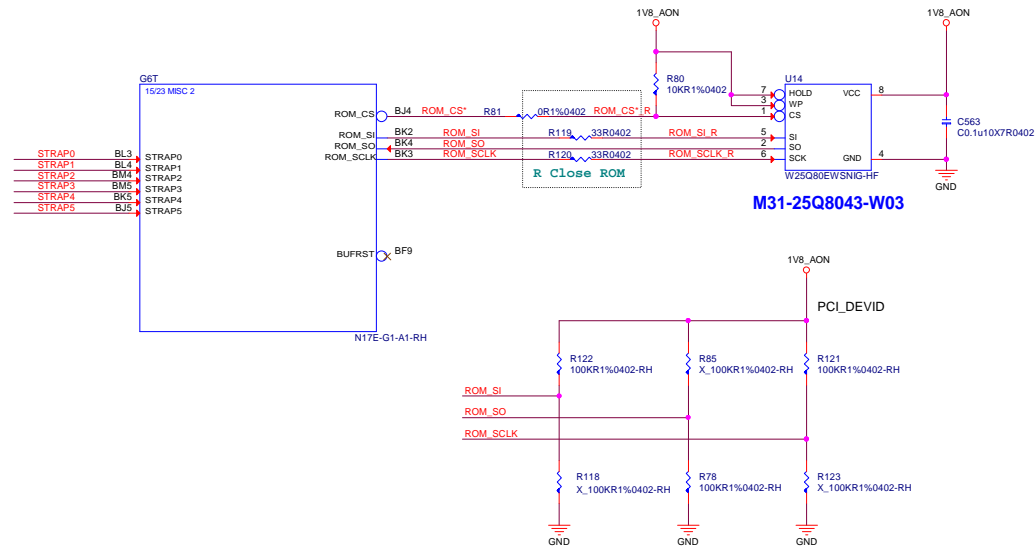 1V8_AON
1V8_AON
G6T
15/23 MISC 2
R80
10KR1%0402
U14
ROM_CS
BJ4
ROM_CS*
R81
0R1%0402
ROM_CS*_R
7
HOLD
VCC
8
3
WP
1
CS
C563
C0.1u10X7R0402
ROM_SI
BK2
ROM_SI
R119
33R0402
ROM_SI_R
5
SI
ROM_SO
BK4
ROM_SO
2
SO
ROM_SCLK
BK3
ROM_SCLK
R120
33R0402
ROM_SCLK_R
6
SCK
GND
4
STRAP0
BL3
STRAP0
STRAP1
BL4
STRAP1
STRAP2
BM4
STRAP2
STRAP3
BM5
STRAP3
STRAP4
BK5
STRAP4
STRAP5
BJ5
STRAP5
R Close ROM
W25Q80EWSNIG-HF
GND
M31-25Q8043-W03
BUFRST
BF9
N17E-G1-A1-RH
1V8_AON
PCI_DEVID
R122
100KR1%0402-RH
R85
X_100KR1%0402-RH
R121
100KR1%0402-RH
ROM_SI
ROM_SO
ROM_SCLK
R118
X_100KR1%0402-RH
R78
100KR1%0402-RH
R123
X_100KR1%0402-RH
GND
GND
GND